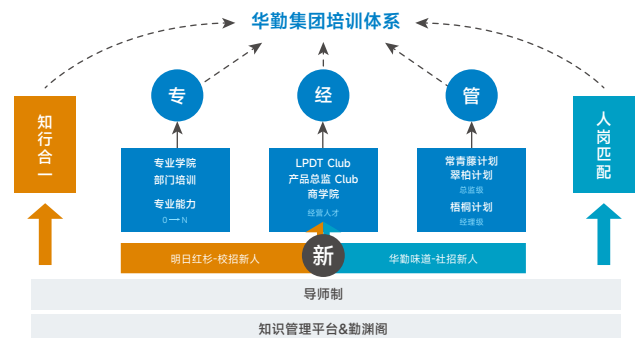 华勤集团培训体系
专
经
管
知行合一
人岗匹配
专业学院
部门培训
专业能力
0→N
LPDT Club
产品总监 Club
商学院
经营人才
常青藤计划
翠柏计划
总监级
梧桐计划
经理级
明日红杉-校招新人
新
华勤味道-社招新人
导师制
知识管理平台&勤渊阁